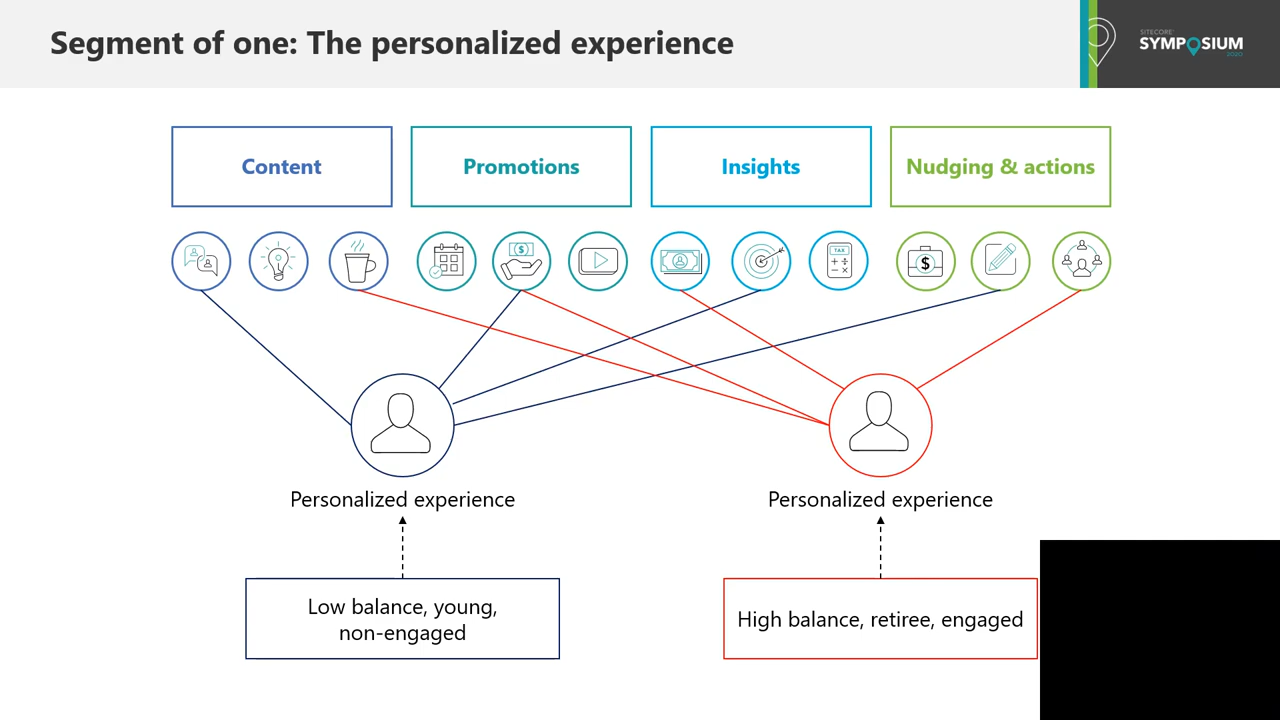 Segment of one: The personalized experience
SITECORE
SYMPOSIUM
2020
Content
Promotions
Insights
Nudging & actions
$
$
TAX
$
Personalized experience
Personalized experience
Low balance, young,
non-engaged
High balance, retiree, engaged